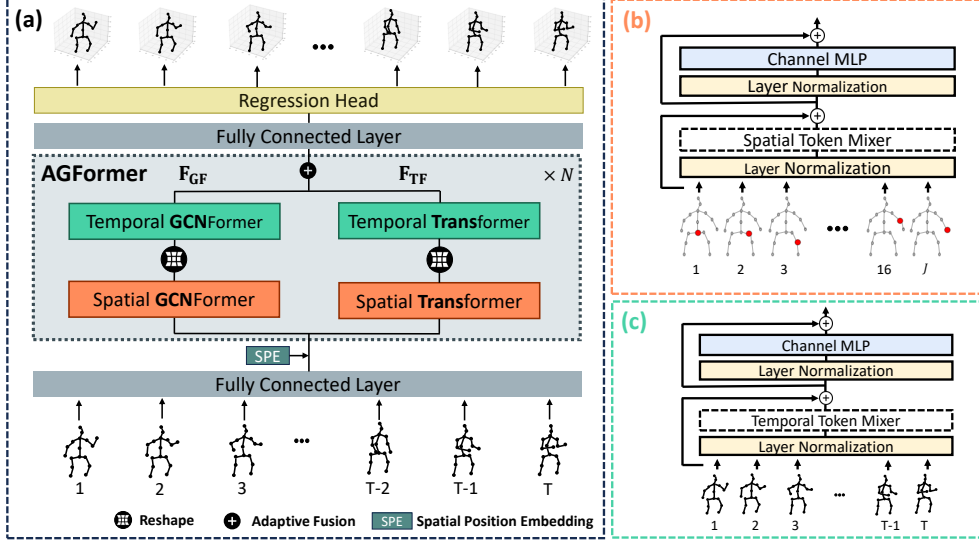 (a)
...
Regression Head
Fully Connected Layer
AGFormer
F_GF
F_TF
× N
Temporal GCNFormer
Temporal Transformer
Spatial GCNFormer
Spatial Transformer
SPE
Fully Connected Layer
...
1 2 3 T-2 T-1 T
Reshape
+ Adaptive Fusion
SPE Spatial Position Embedding
(b)
+
Channel MLP
Layer Normalization
+
Spatial Token Mixer
Layer Normalization
...
1 2 3 16 J
(c)
+
Channel MLP
Layer Normalization
+
Temporal Token Mixer
Layer Normalization
...
1 2 3 T-1 T